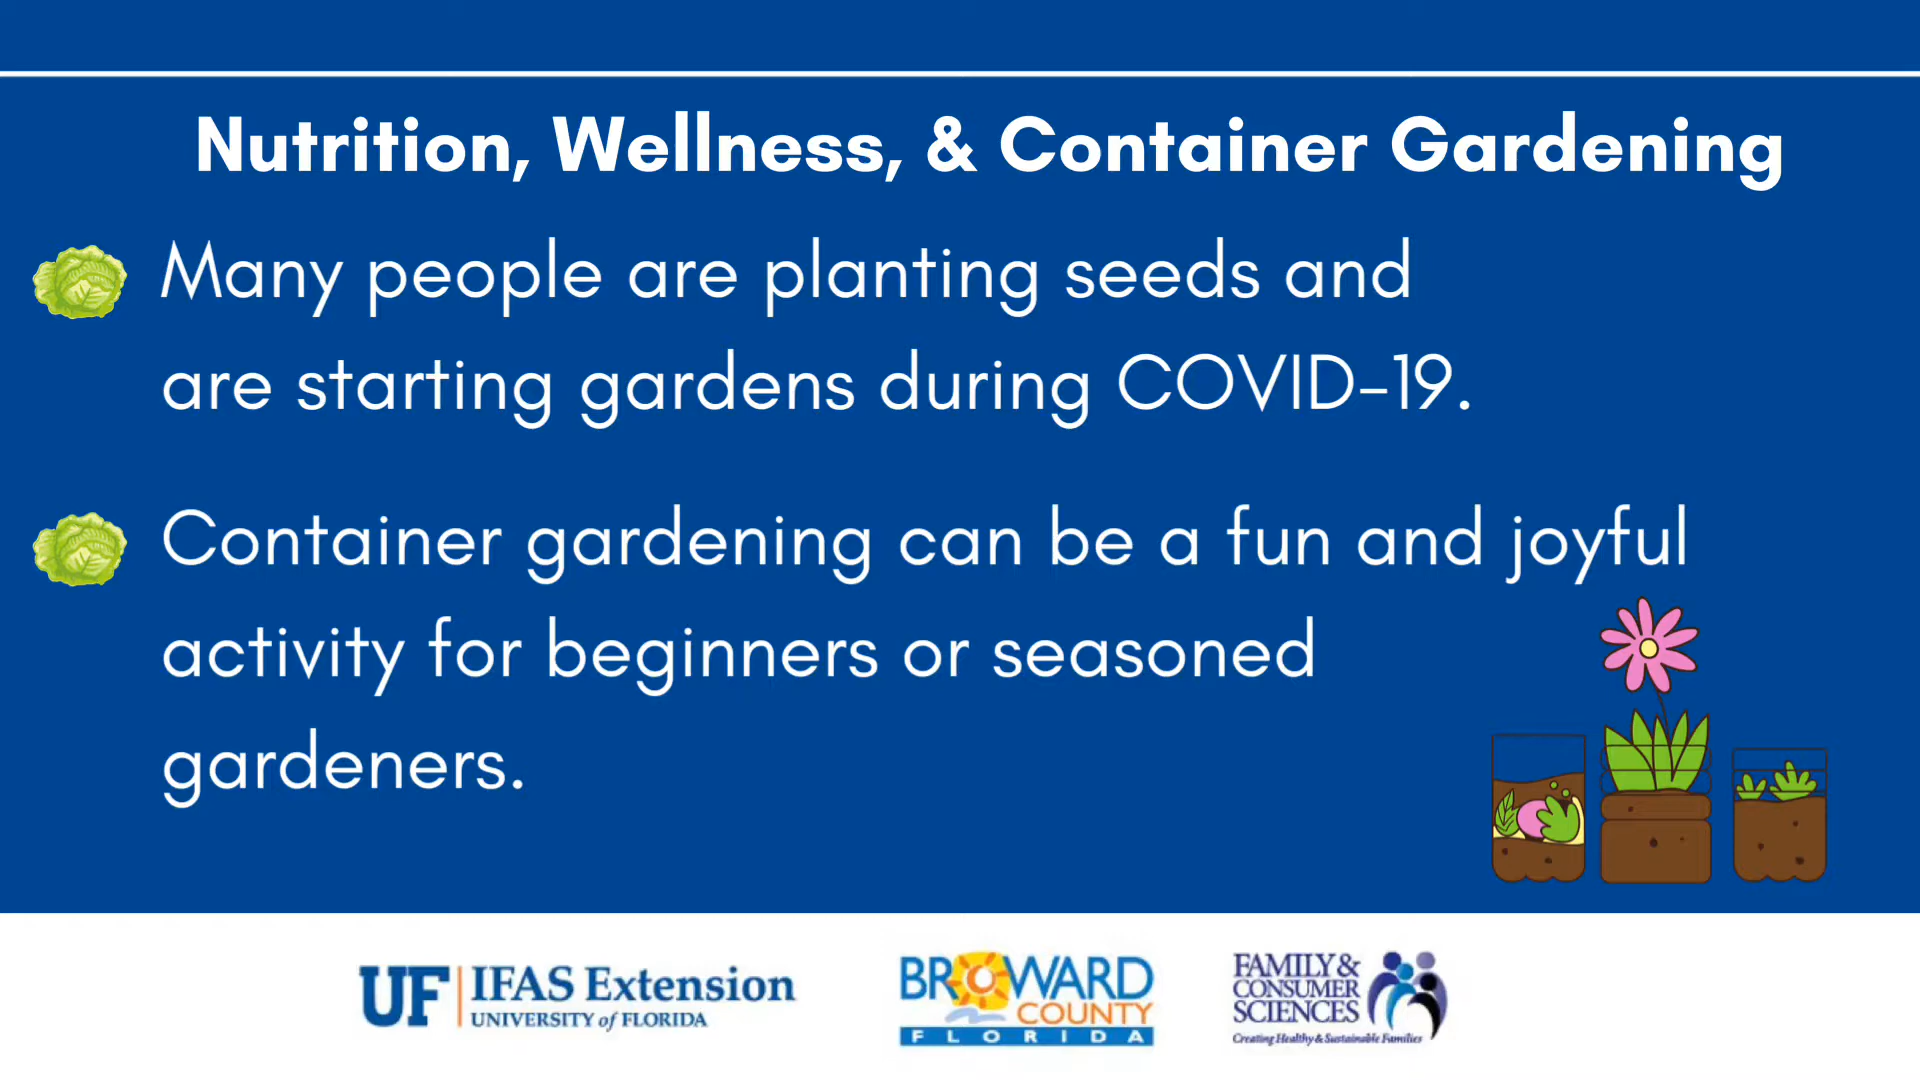 Nutrition, Wellness, & Container Gardening
Many people are planting seeds and
are starting gardens during COVID-19.
Container gardening can be a fun and joyful
activity for beginners or seasoned
gardeners.
UF IFAS Extension
UNIVERSITY of FLORIDA
BROWARD
COUNTY
FLORIDA
FAMILY &
CONSUMER
SCIENCES
Creating Healthy & Sustainable Families